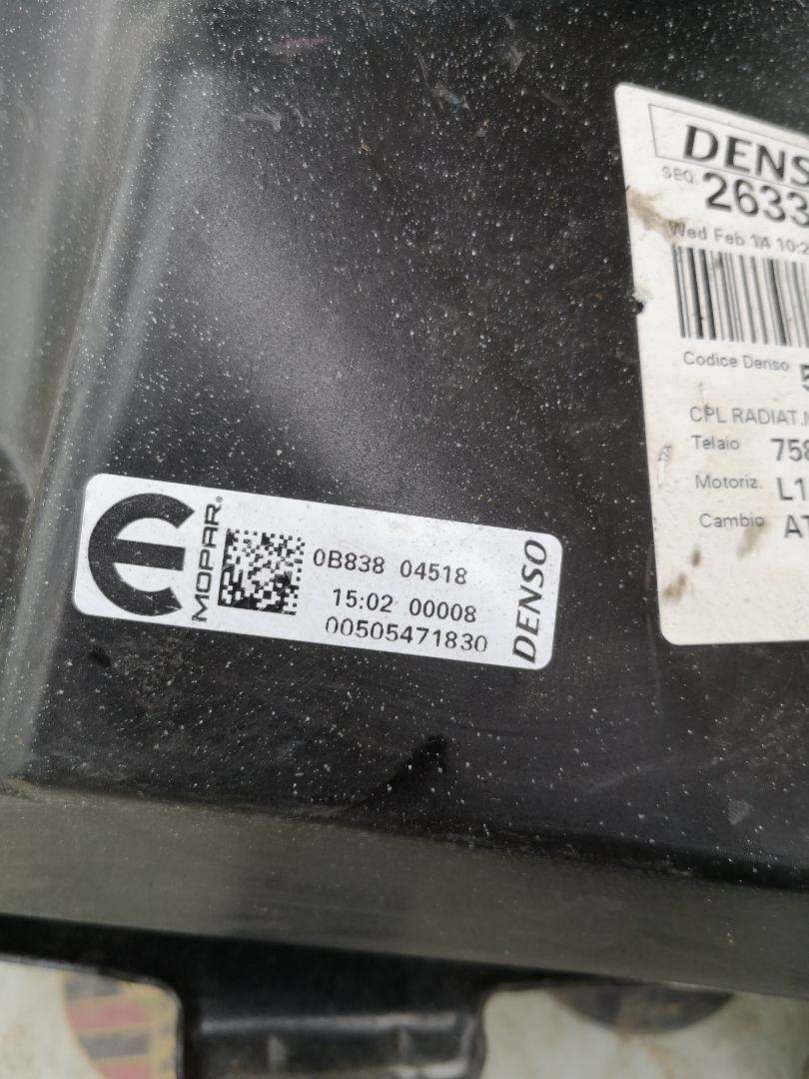 DENS
SEQ. 2633
Wed Feb 14 10:2
Codice Denso 5
CPL RADIAT.
Telaio 758
Motoriz. L1
Cambio A
MOPAR®
0B838 04518
15:02 00008
00505471830
DENSO